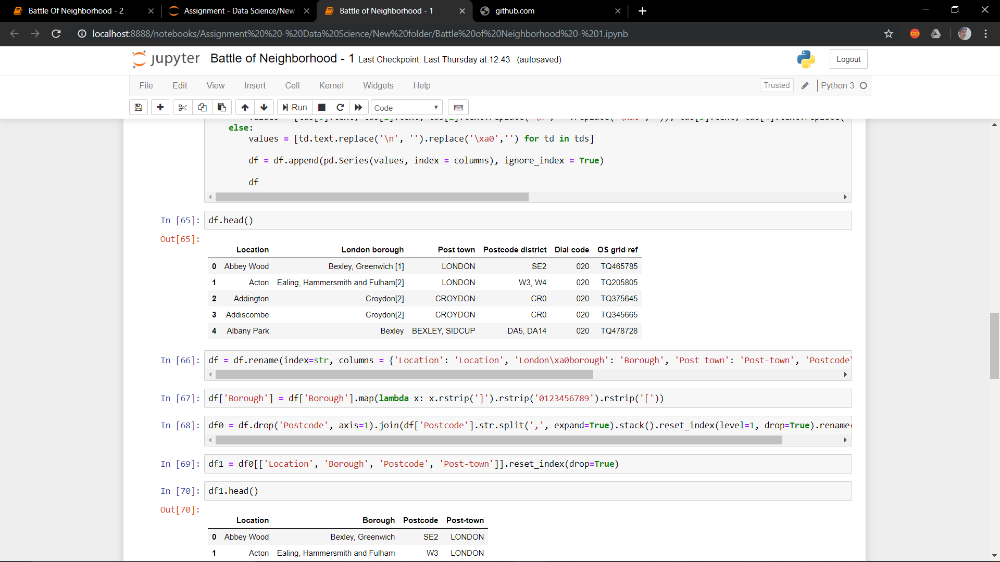 Battle Of Neighborhood - 2
Assignment - Data Science/New
Battle of Neighborhood - 1
github.com
localhost:8888/notebooks/Assignment%20%20-%20Data%20Science/New%20folder/Battle%20of%20Neighborhood%20-%201.ipynb
jupyter Battle of Neighborhood - 1 Last Checkpoint: Last Thursday at 12:43 (autosaved)
Logout
File Edit View Insert Cell Kernel Widgets Help
Trusted Python 3
Run Code
else:
values = [td.text.replace('\n', '').replace('\xa0','') for td in tds]
df = df.append(pd.Series(values, index = columns), ignore_index = True)
df
In [65]: df.head()
Out[65]:
Location London borough Post town Postcode district Dial code OS grid ref
0 Abbey Wood Bexley, Greenwich [1] LONDON SE2 020 TQ465785
1 Acton Ealing, Hammersmith and Fulham[2] LONDON W3, W4 020 TQ205805
2 Addington Croydon[2] CROYDON CR0 020 TQ375645
3 Addiscombe Croydon[2] CROYDON CR0 020 TQ345665
4 Albany Park Bexley BEXLEY, SIDCUP DA5, DA14 020 TQ478728
In [66]: df = df.rename(index=str, columns = {'Location': 'Location', 'London\xa0borough': 'Borough', 'Post town': 'Post-town', 'Postcode\
In [67]: df['Borough'] = df['Borough'].map(lambda x: x.rstrip(']').rstrip('0123456789').rstrip('['))
In [68]: df0 = df.drop('Postcode', axis=1).join(df['Postcode'].str.split(',', expand=True).stack().reset_index(level=1, drop=True).rename(
In [69]: df1 = df0[['Location', 'Borough', 'Postcode', 'Post-town']].reset_index(drop=True)
In [70]: df1.head()
Out[70]:
Location Borough Postcode Post-town
0 Abbey Wood Bexley, Greenwich SE2 LONDON
1 Acton Ealing, Hammersmith and Fulham W3 LONDON